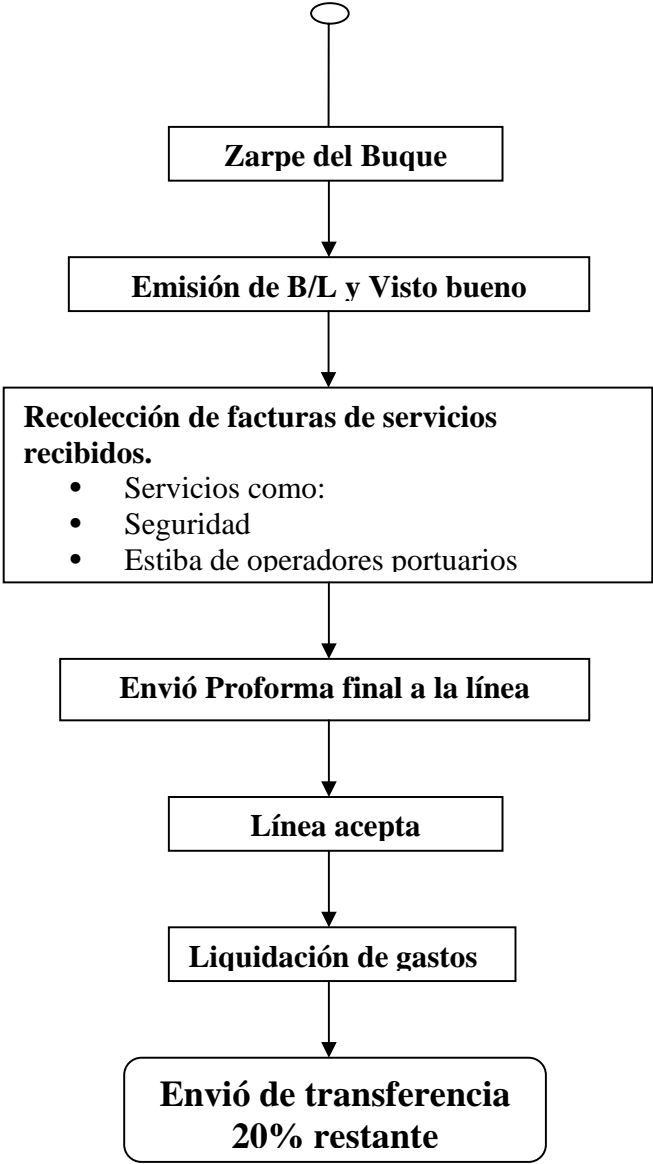 Zarpe del Buque
Emisión de B/L y Visto bueno
Recolección de facturas de servicios
recibidos.
• Servicios como:
• Seguridad
• Estiba de operadores portuarios
Envió Proforma final a la línea
Línea acepta
Liquidación de gastos
Envió de transferencia
20% restante